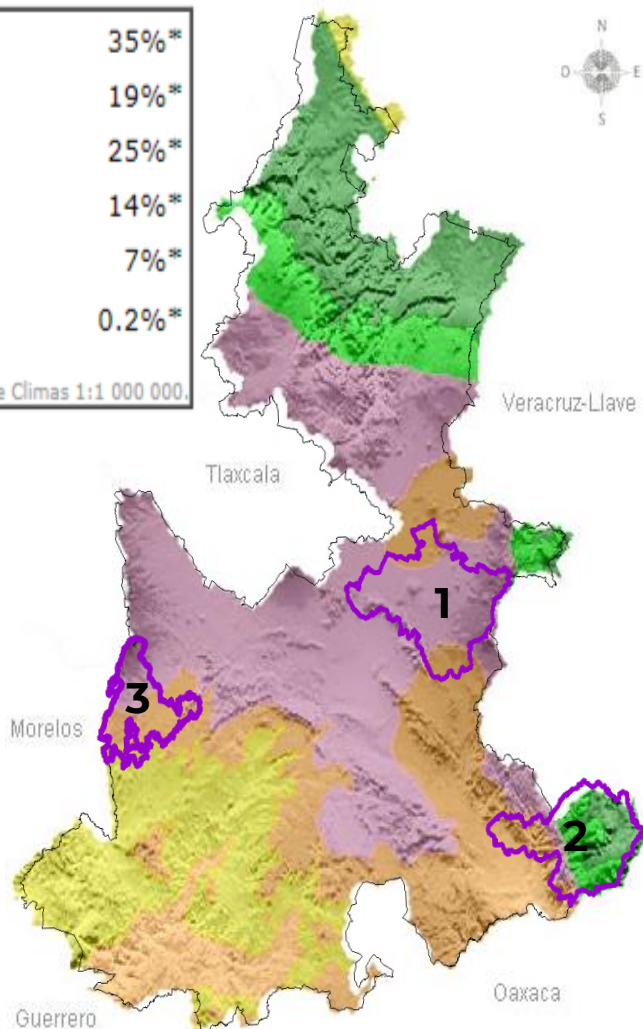 35%*
19%*
25%*
14%*
7%*
0.2%*
e Climas 1:1 000 000.
N
O E
S
Veracruz-Llave
Tlaxcala
1
3
Morelos
2
Oaxaca
Guerrero